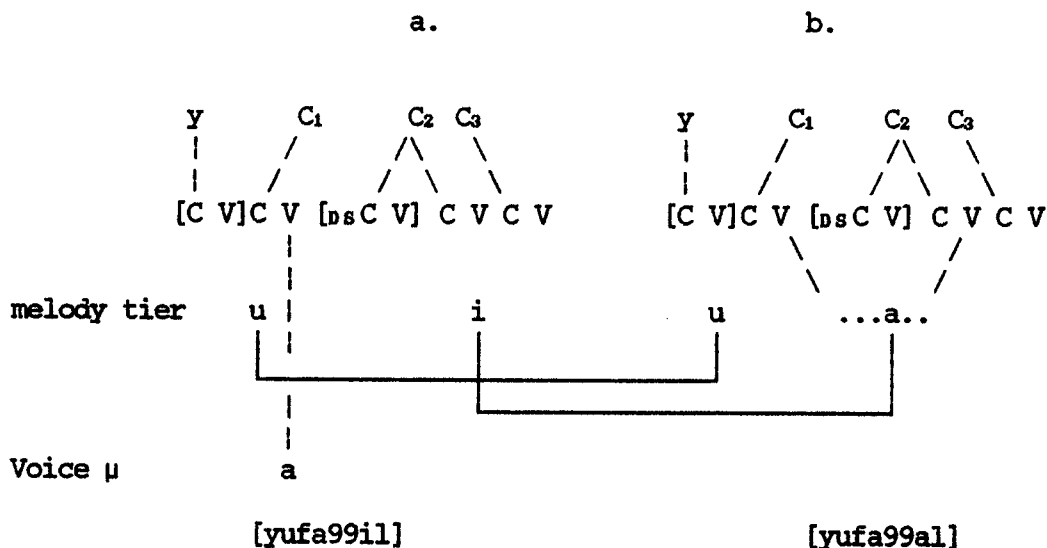 a. b.
y C₁ C₂ C₃ y C₁ C₂ C₃
[C V]C V [DSC V] C V C V [C V]C V [DSC V] C V C V
melody tier u i u ...a..
Voice μ a
[yufa99il] [yufa99al]